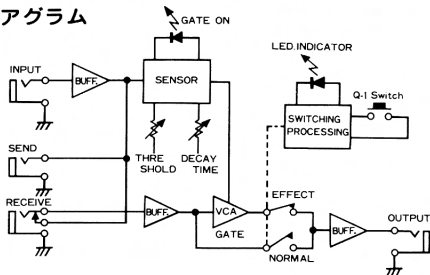 アグラム
GATE ON
LED. INDICATOR
INPUT
BUFF.
SENSOR
Q-1 Switch
SWITCHING
PROCESSING
SEND
THRE
SHOLD
DECAY
TIME
RECEIVE
EFFECT
BUFF.
VCA
BUFF.
OUTPUT
GATE
NORMAL